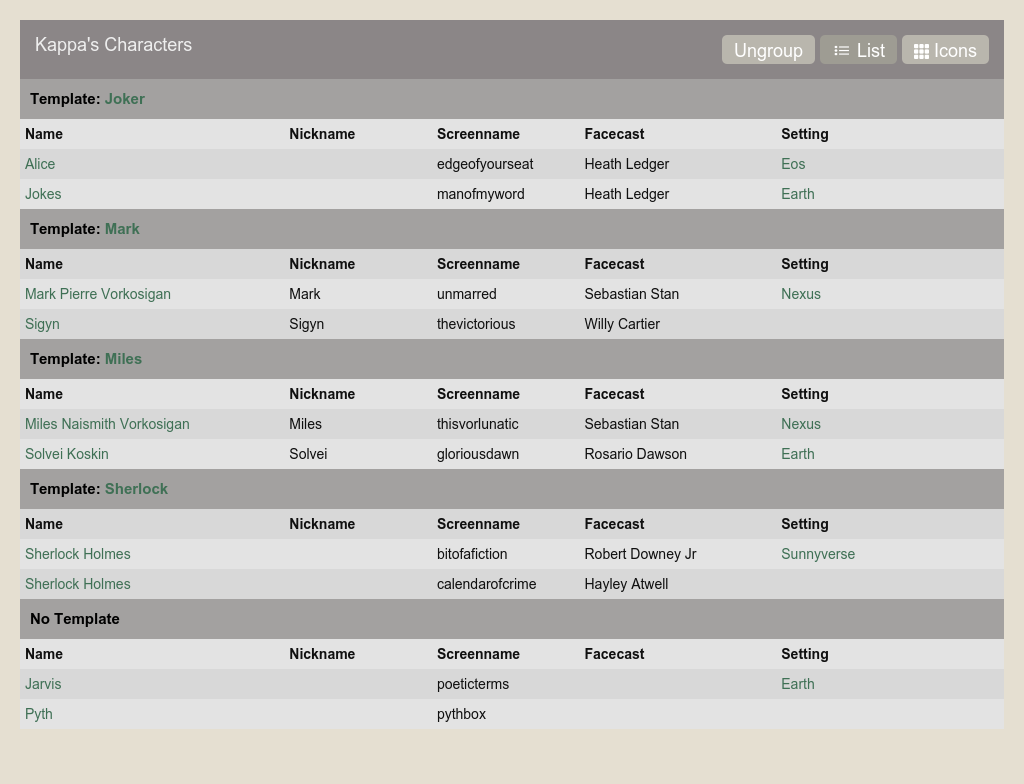 Kappa's Characters
Ungroup List Icons
Template: Joker
Name Nickname Screenname Facecast Setting
Alice edgeofyourseat Heath Ledger Eos
Jokes manofmyword Heath Ledger Earth
Template: Mark
Name Nickname Screenname Facecast Setting
Mark Pierre Vorkosigan Mark unmarred Sebastian Stan Nexus
Sigyn Sigyn thevictorious Willy Cartier
Template: Miles
Name Nickname Screenname Facecast Setting
Miles Naismith Vorkosigan Miles thisvorlunatic Sebastian Stan Nexus
Solvei Koskin Solvei gloriousdawn Rosario Dawson Earth
Template: Sherlock
Name Nickname Screenname Facecast Setting
Sherlock Holmes bitofafiction Robert Downey Jr Sunnyverse
Sherlock Holmes calendarofcrime Hayley Atwell
No Template
Name Nickname Screenname Facecast Setting
Jarvis poeticterms Earth
Pyth pythbox